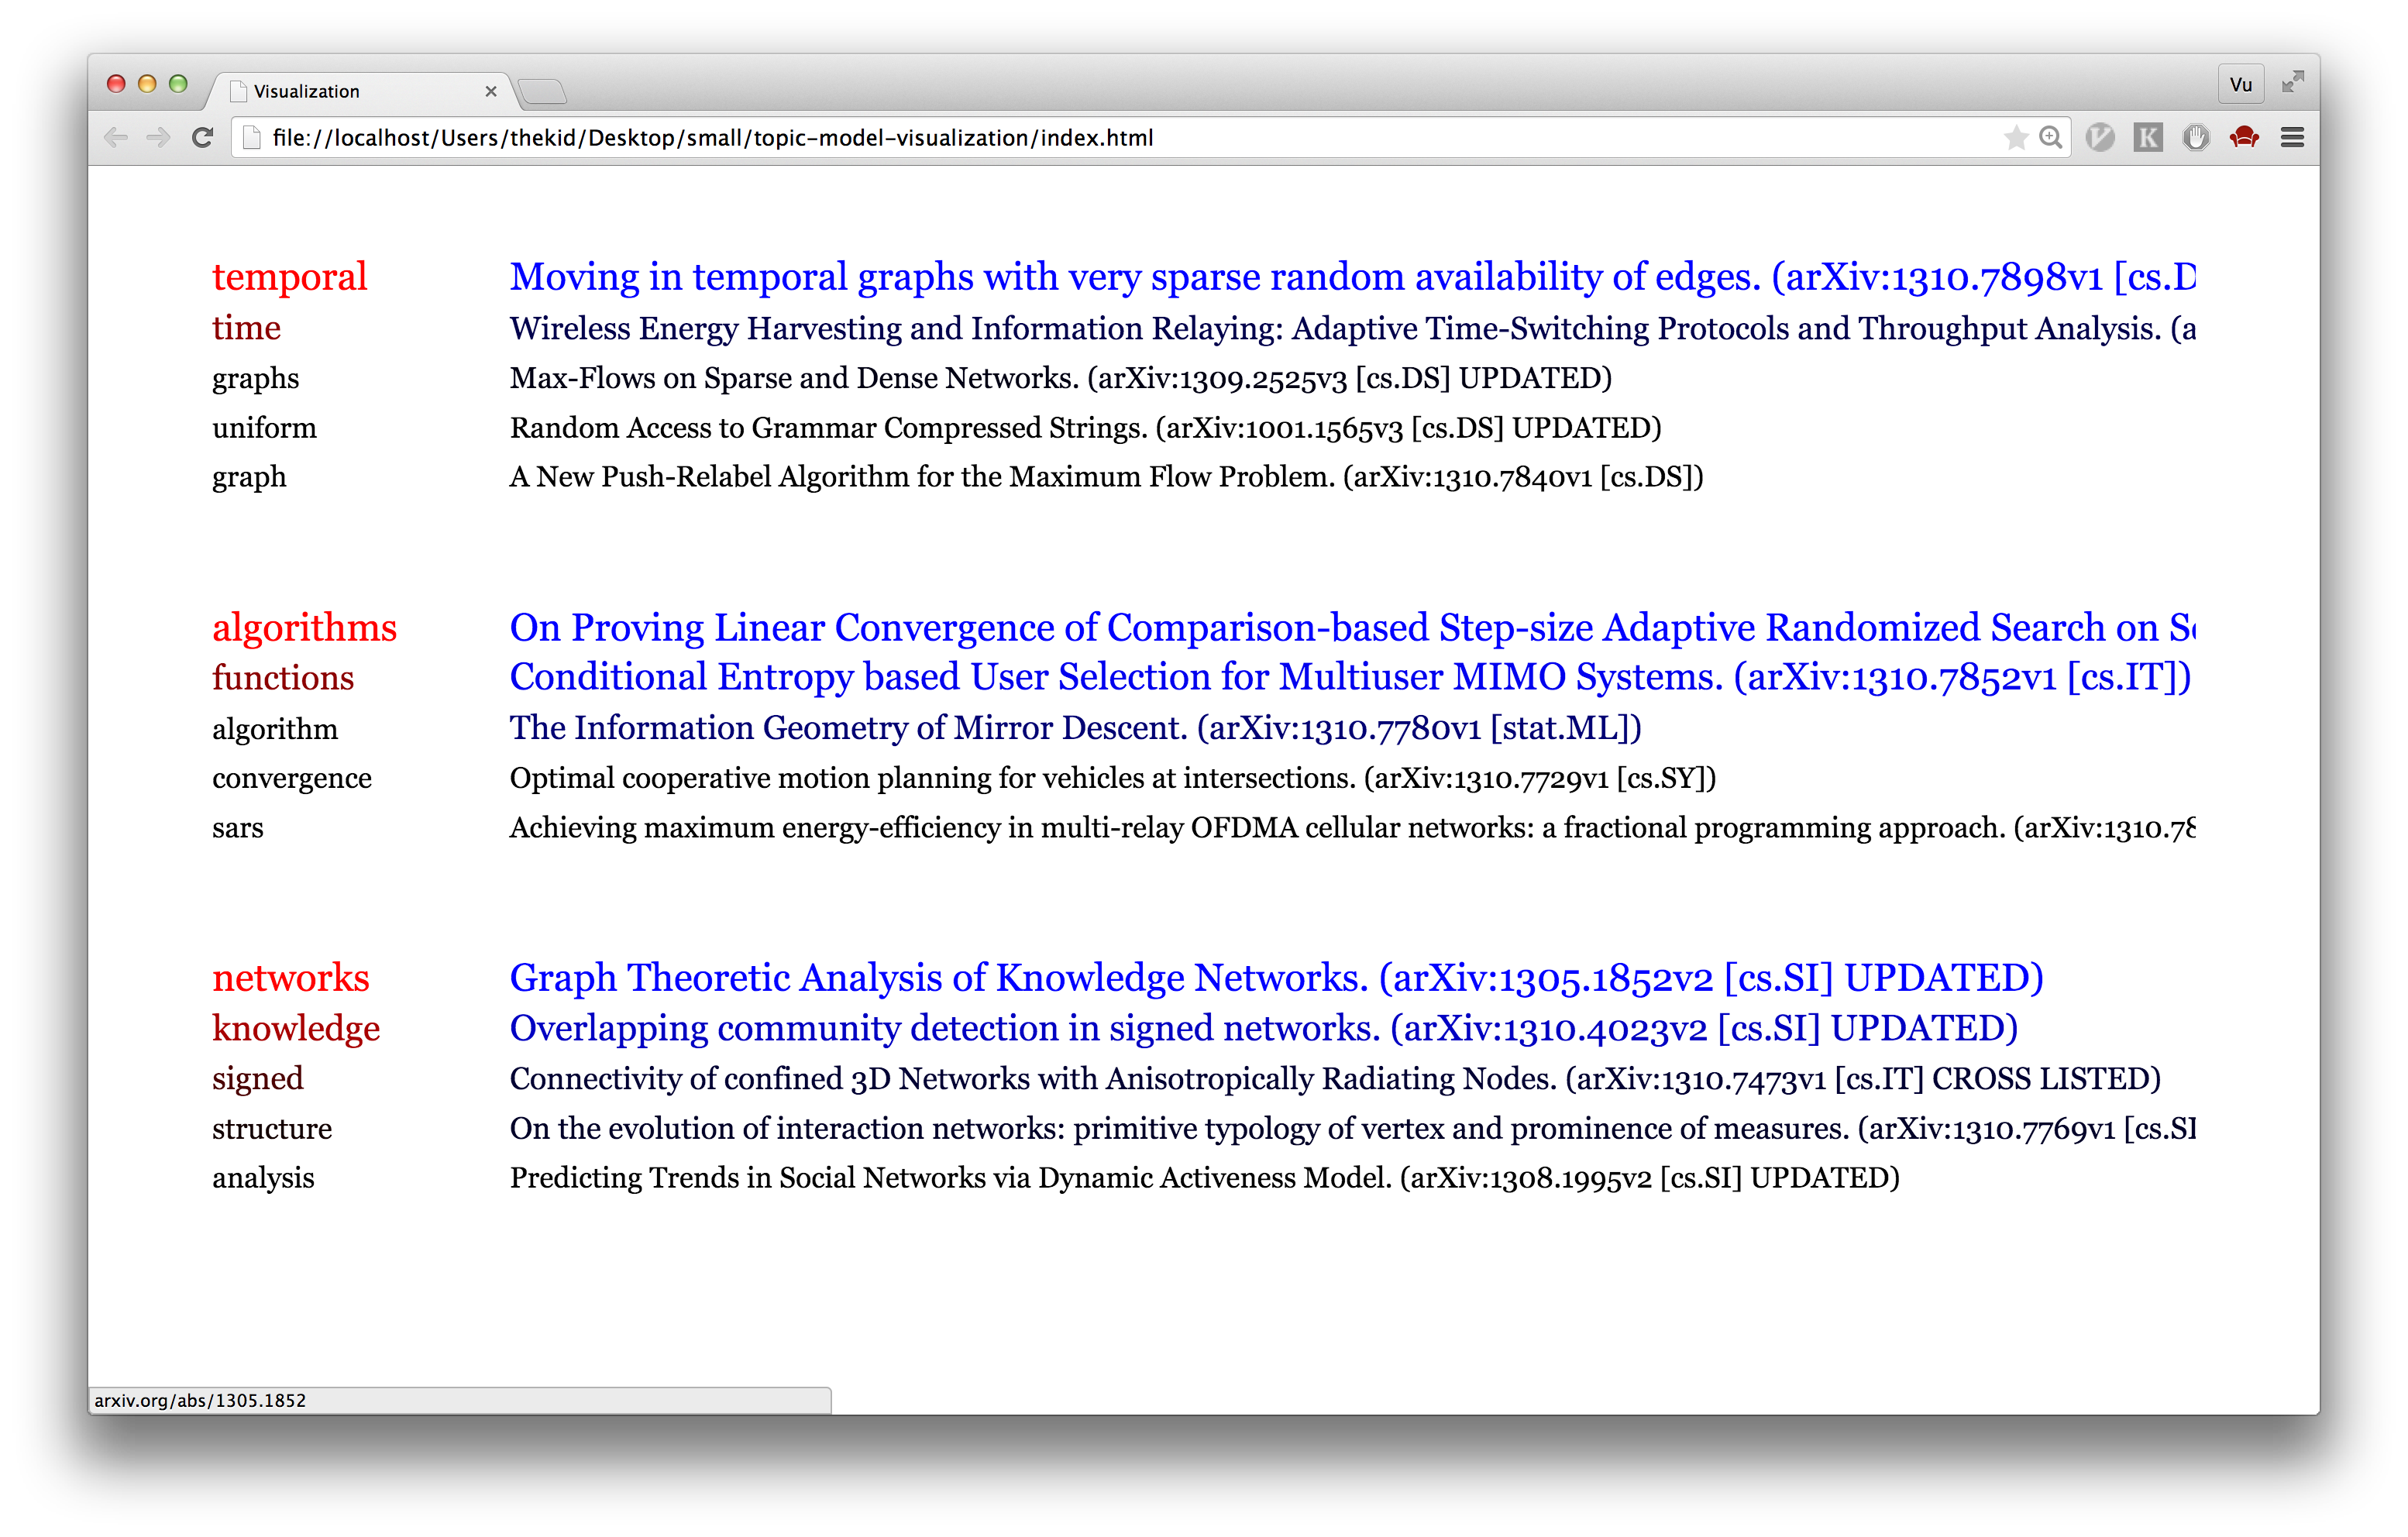 Visualization
Vu
file://localhost/Users/thekid/Desktop/small/topic-model-visualization/index.html
temporal Moving in temporal graphs with very sparse random availability of edges. (arXiv:1310.7898v1 [cs.D
time Wireless Energy Harvesting and Information Relaying: Adaptive Time-Switching Protocols and Throughput Analysis. (a
graphs Max-Flows on Sparse and Dense Networks. (arXiv:1309.2525v3 [cs.DS] UPDATED)
uniform Random Access to Grammar Compressed Strings. (arXiv:1001.1565v3 [cs.DS] UPDATED)
graph A New Push-Relabel Algorithm for the Maximum Flow Problem. (arXiv:1310.7840v1 [cs.DS])
algorithms On Proving Linear Convergence of Comparison-based Step-size Adaptive Randomized Search on
functions Conditional Entropy based User Selection for Multiuser MIMO Systems. (arXiv:1310.7852v1 [cs.IT])
algorithm The Information Geometry of Mirror Descent. (arXiv:1310.7780v1 [stat.ML])
convergence Optimal cooperative motion planning for vehicles at intersections. (arXiv:1310.7729v1 [cs.SY])
sars Achieving maximum energy-efficiency in multi-relay OFDMA cellular networks: a fractional programming approach. (arXiv:1310.78
networks Graph Theoretic Analysis of Knowledge Networks. (arXiv:1305.1852v2 [cs.SI] UPDATED)
knowledge Overlapping community detection in signed networks. (arXiv:1310.4023v2 [cs.SI] UPDATED)
signed Connectivity of confined 3D Networks with Anisotropically Radiating Nodes. (arXiv:1310.7473v1 [cs.IT] CROSS LISTED)
structure On the evolution of interaction networks: primitive typology of vertex and prominence of measures. (arXiv:1310.7769v1 [cs.SI
analysis Predicting Trends in Social Networks via Dynamic Activeness Model. (arXiv:1308.1995v2 [cs.SI] UPDATED)
arxiv.org/abs/1305.1852